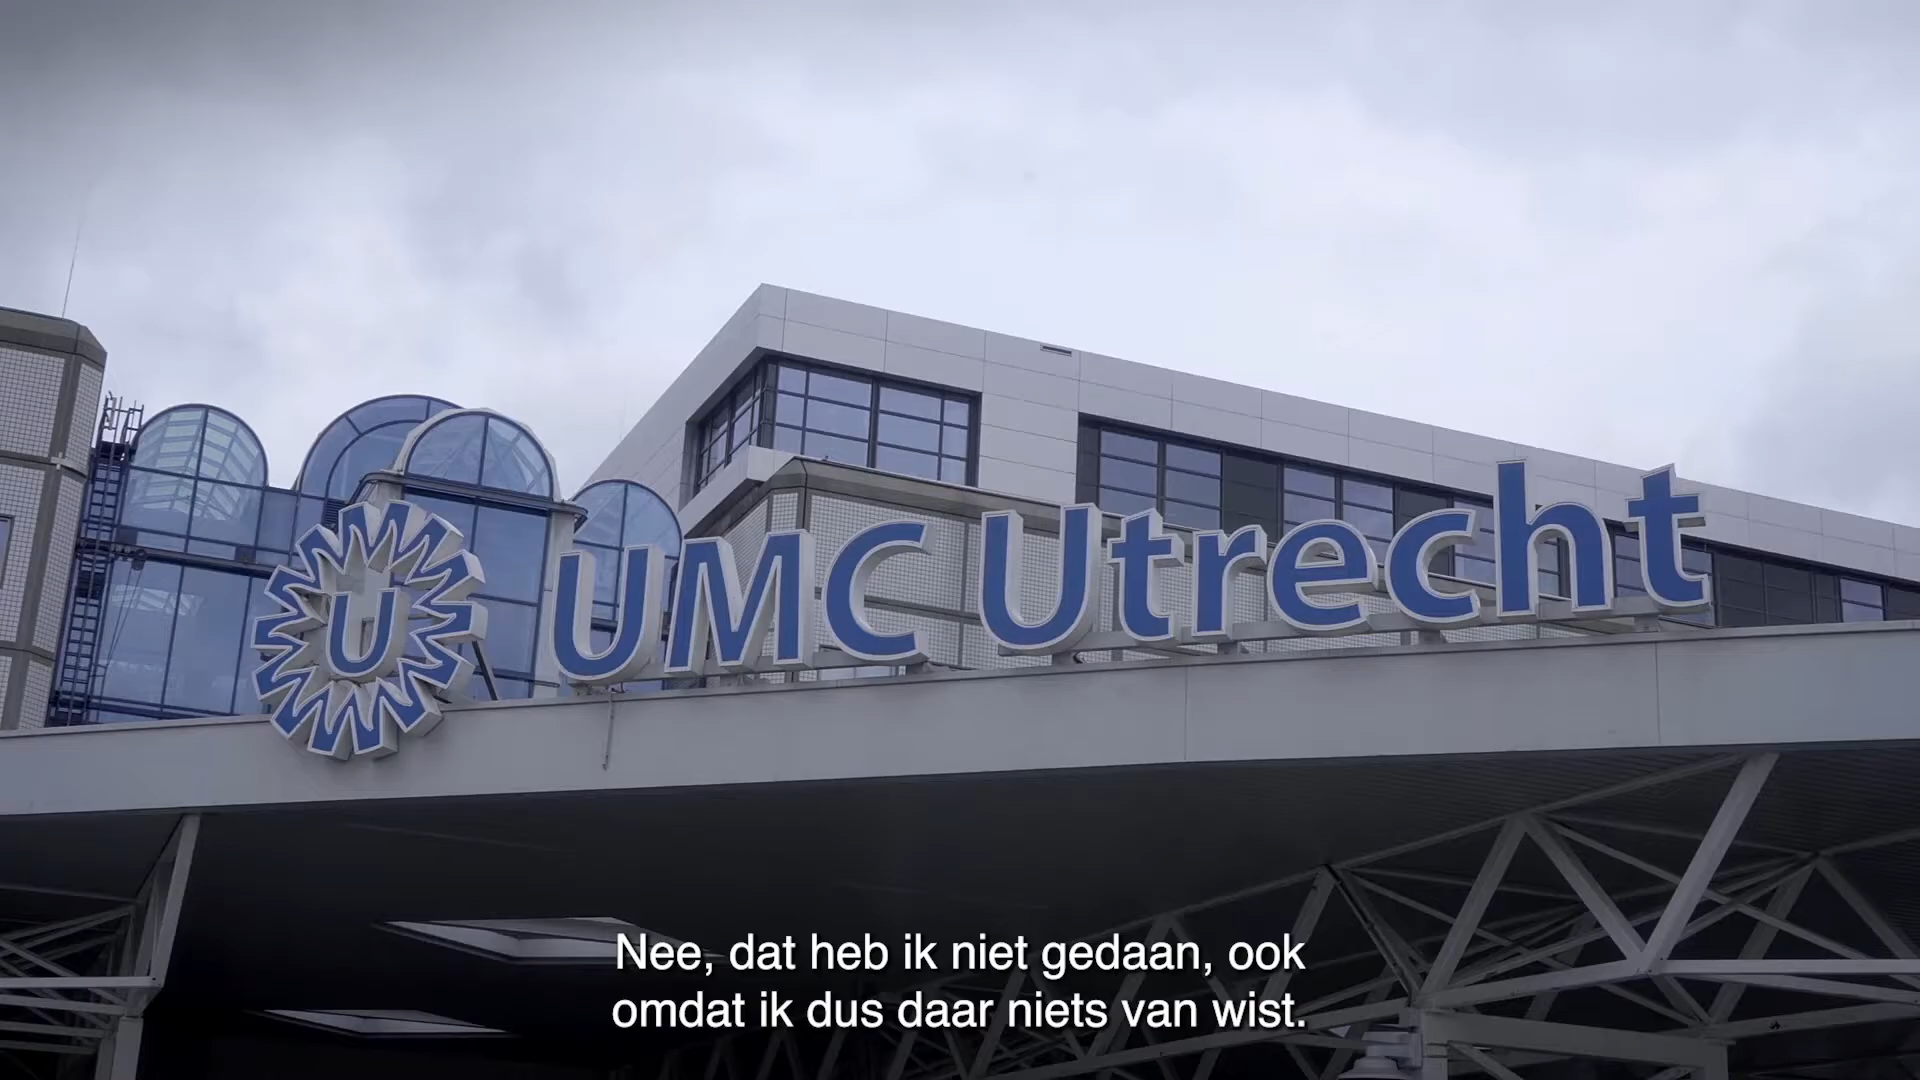 U
UMC Utrecht
Nee, dat heb ik niet gedaan, ook
omdat ik dus daar niets van wist.